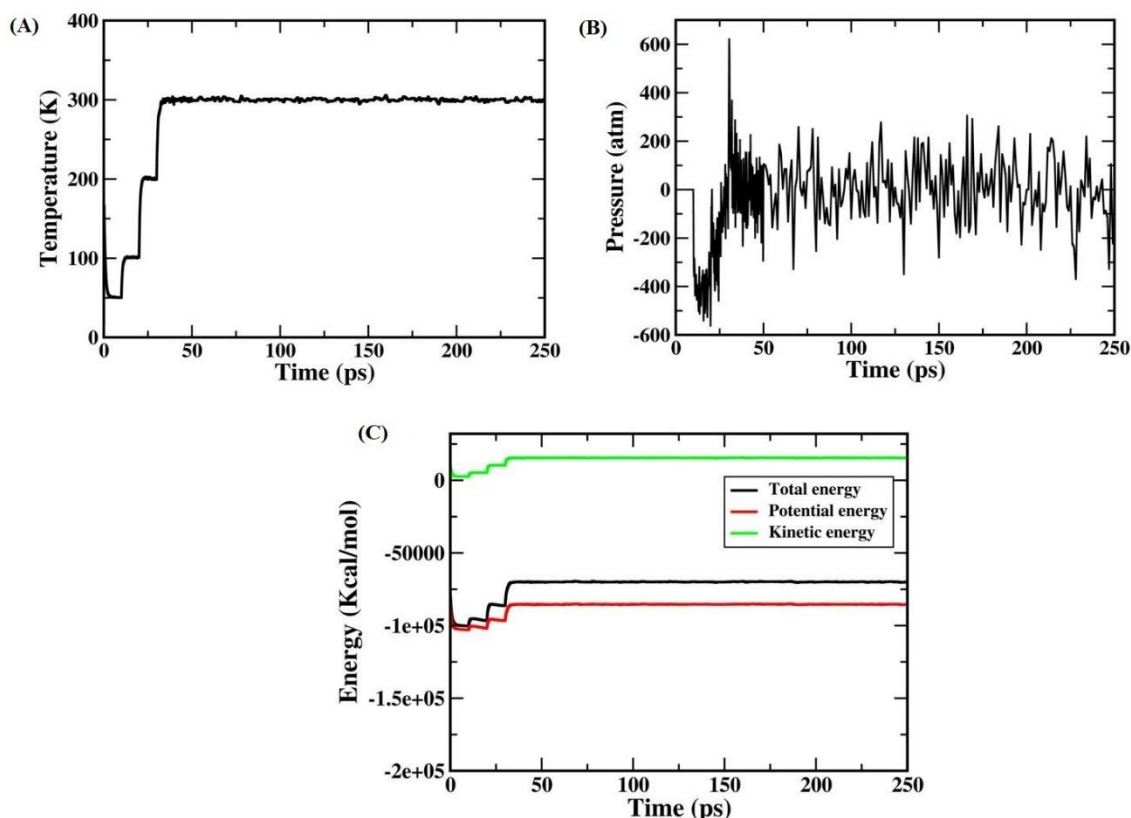 (A)
Temperature (K)
400
300
200
100
0
0 50 100 150 200 250
Time (ps)
(B)
Pressure (atm)
600
400
200
0
-200
-400
-600
0 50 100 150 200 250
Time (ps)
(C)
Energy (Kcal/mol)
0
-50000
-1e+05
-1.5e+05
-2e+05
Total energy
Potential energy
Kinetic energy
0 50 100 150 200 250
Time (ps)